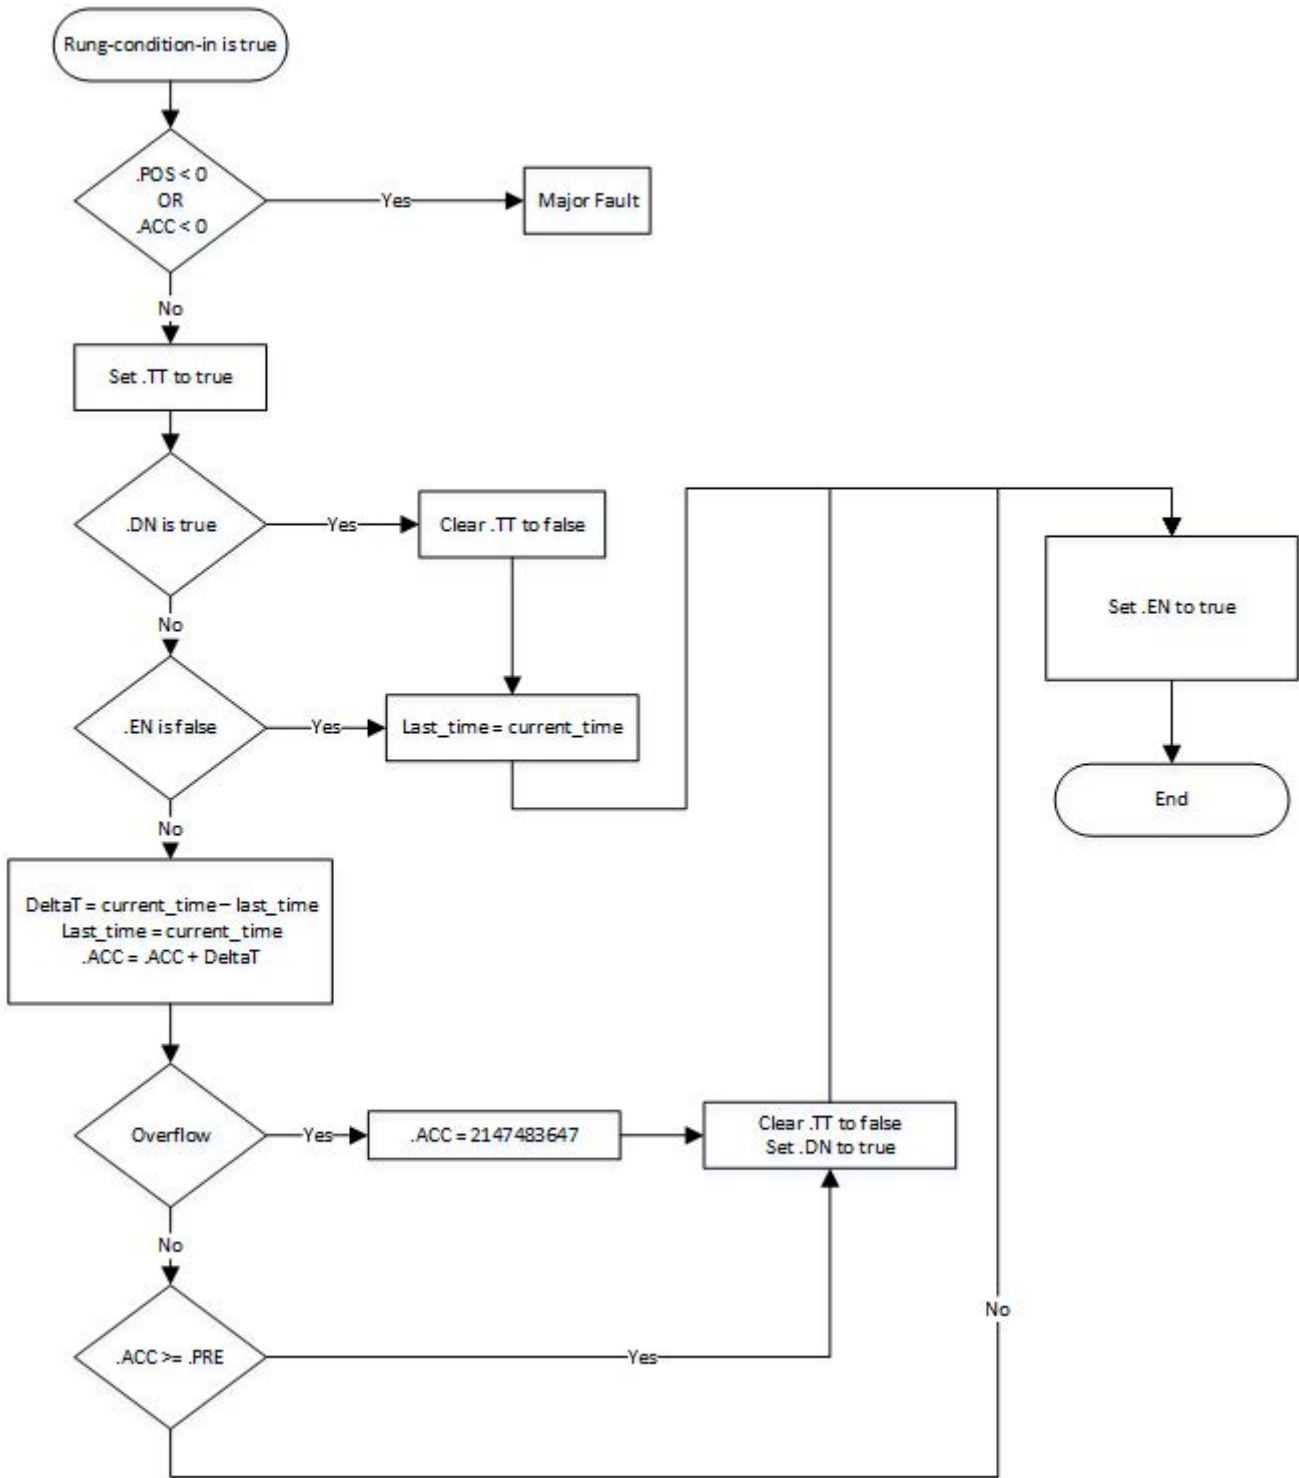 Rung-condition-in is true
.POS < 0
OR
.ACC < 0
Yes
Major Fault
No
Set .TT to true
.DN is true
Yes
Clear .TT to false
No
.EN is false
Yes
Last_time = current_time
Set .EN to true
End
No
DeltaT = current_time – last_time
Last_time = current_time
.ACC = .ACC + DeltaT
Overflow
Yes
.ACC = 2147483647
Clear .TT to false
Set .DN to true
No
.ACC >= .PRE
Yes
No